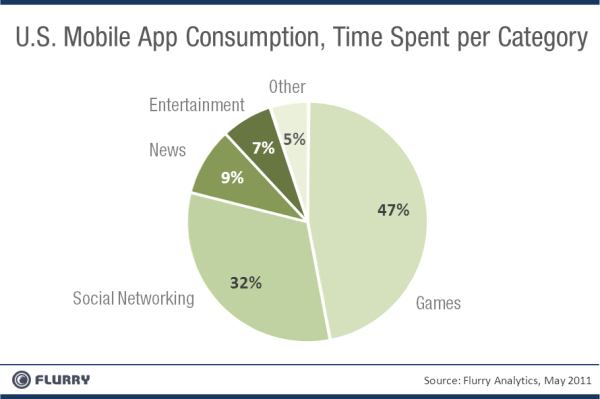 U.S. Mobile App Consumption, Time Spent per Category
Other
Entertainment
5%
7%
News
9%
47%
32%
Social Networking
Games
FLURRY
Source: Flurry Analytics, May 2011